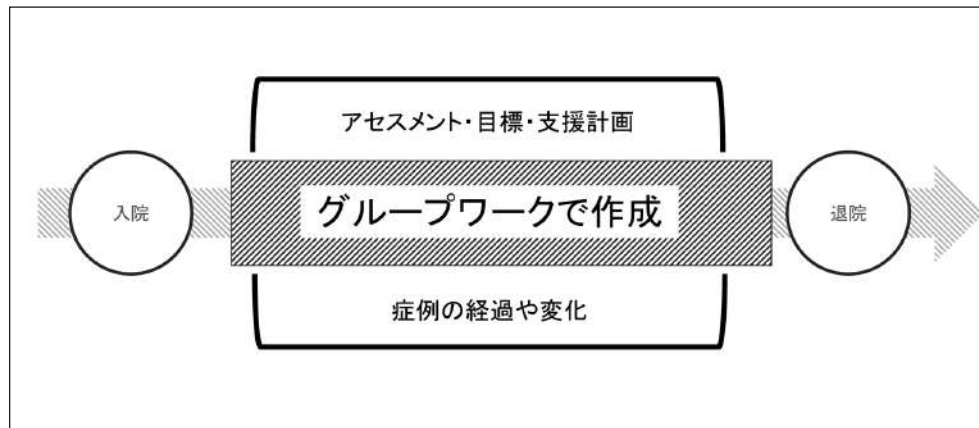 アセスメント・目標・支援計画
入院
グループワークで作成
退院
症例の経過や変化